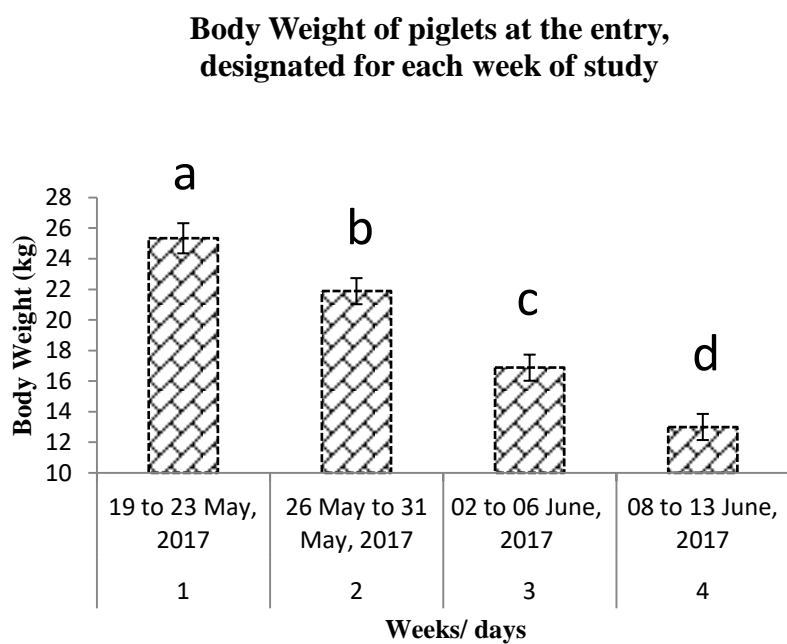 Body Weight of piglets at the entry,
designated for each week of study
a
b
c
d
Body Weight (kg)
28
26
24
22
20
18
16
14
12
10
19 to 23 May,
2017
26 May to 31
May, 2017
02 to 06 June,
2017
08 to 13 June,
2017
1
2
3
4
Weeks/ days